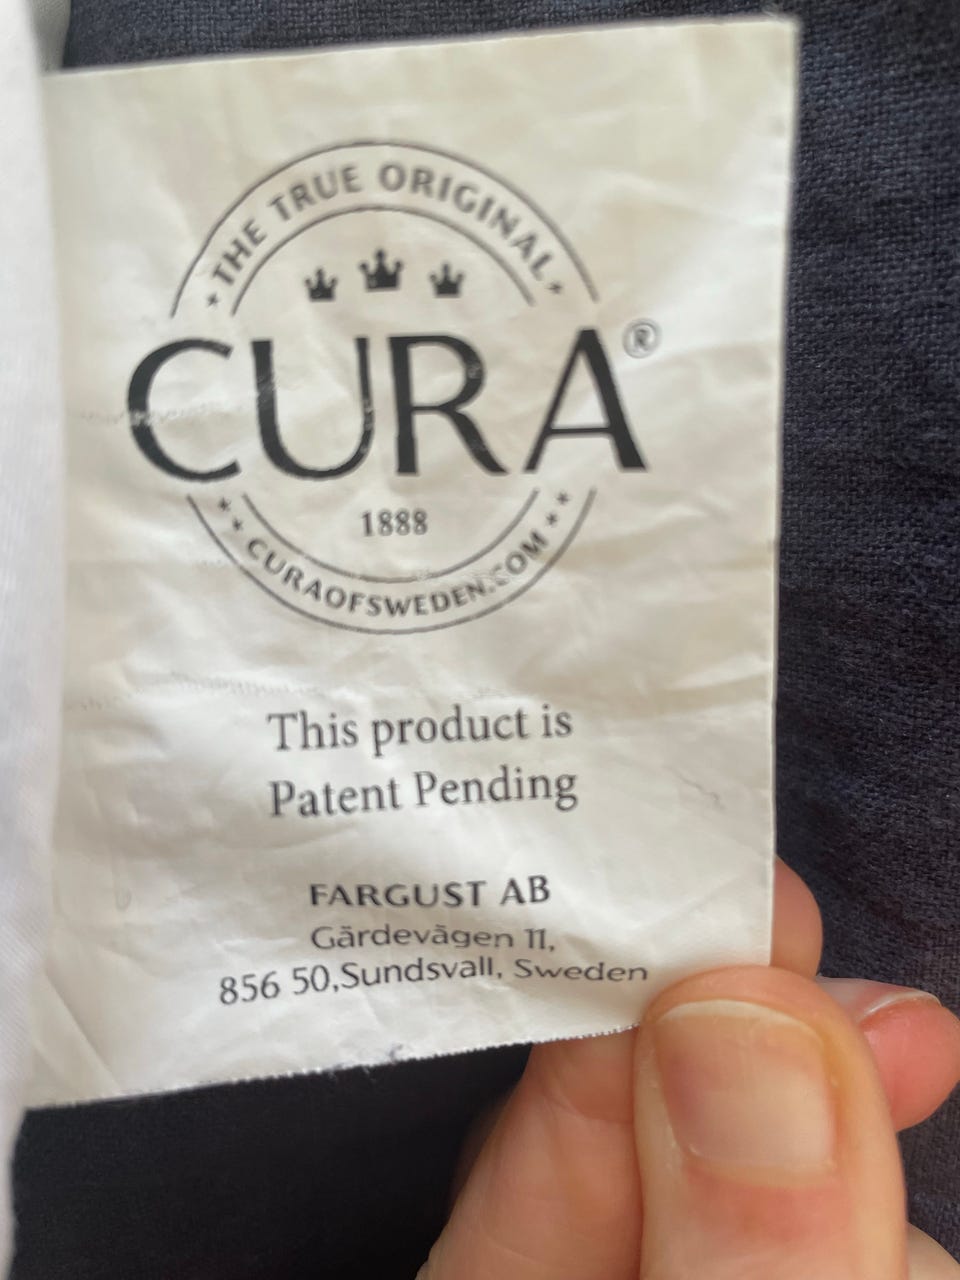 THE TRUE ORIGINAL
CURA®
1888
CURAOFSWEDEN.COM
This product is
Patent Pending
FARGUST AB
Gärdevägen 11,
856 50,Sundsvall, Sweden